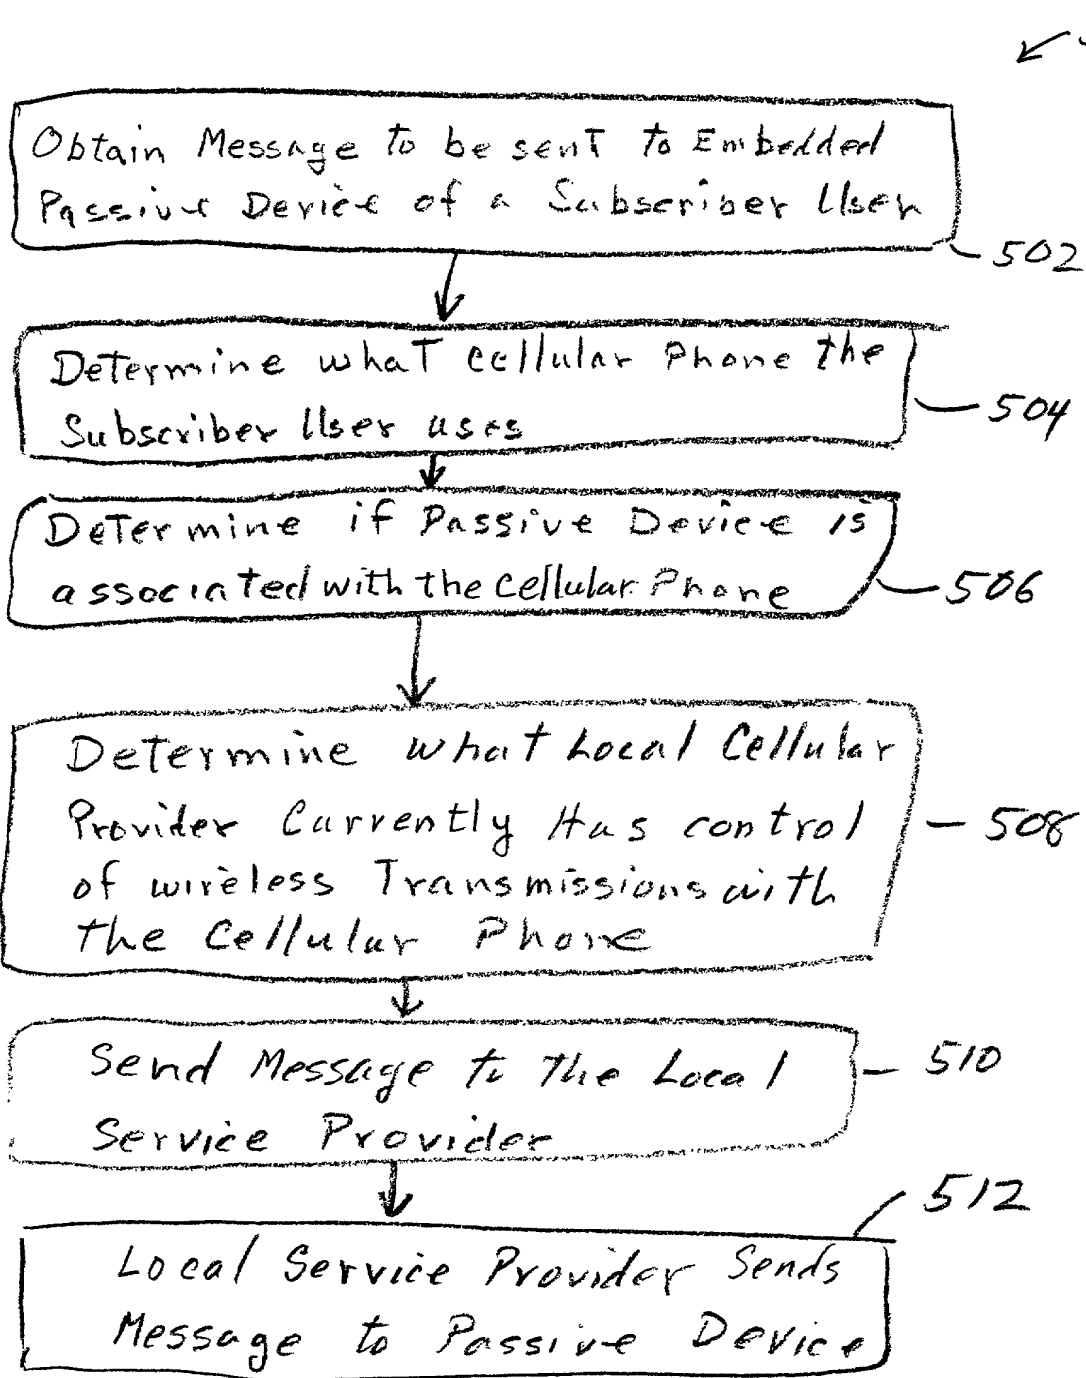 Obtain Message to be sent to Embedded
Passive Device of a Subscriber User
502
Determine what Cellular Phone the
Subscriber User uses
504
Determine if Passive Device is
associated with the Cellular Phone
506
Determine what Local Cellular
Provider Currently Has control
of wireless Transmissions with
the Cellular Phone
508
Send Message to the Local
Service Provider
510
512
Local Service Provider Sends
Message to Passive Device